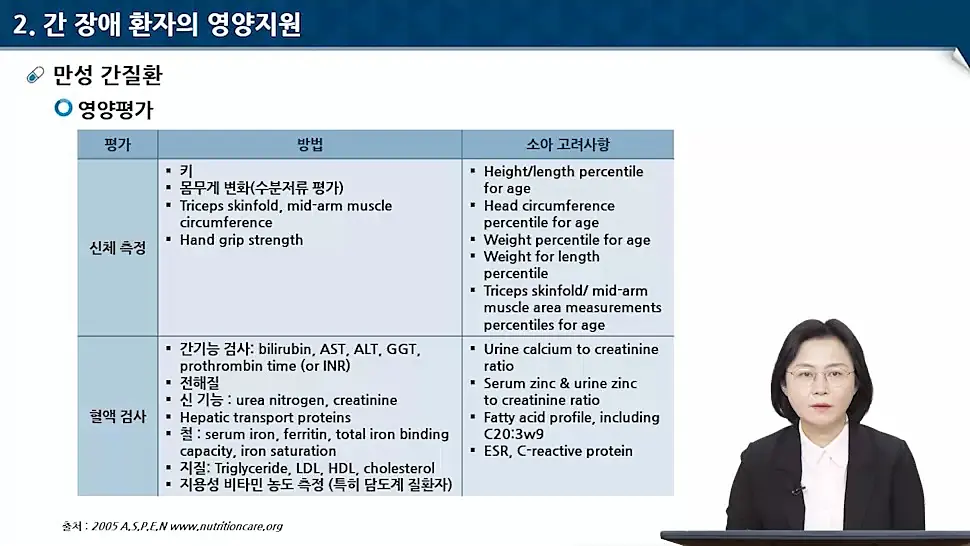 2. 간 장애 환자의 영양지원
만성 간질환
영양평가
평가
방법
소아 고려사항
신체 측정
▪ 키
▪ 몸무게 변화(수분저류 평가)
▪ Triceps skinfold, mid-arm muscle
circumference
▪ Hand grip strength
▪ Height/length percentile
for age
▪ Head circumference
percentile for age
▪ Weight percentile for age
▪ Weight for length
percentile
▪ Triceps skinfold/ mid-arm
muscle area measurements
percentiles for age
혈액 검사
▪ 간기능 검사: bilirubin, AST, ALT, GGT,
prothrombin time (or INR)
▪ 전해질
▪ 신 기능 : urea nitrogen, creatinine
▪ Hepatic transport proteins
▪ 철 : serum iron, ferritin, total iron binding
capacity, iron saturation
▪ 지질: Triglyceride, LDL, HDL, cholesterol
▪ 지용성 비타민 농도 측정 (특히 담도계 질환자)
▪ Urine calcium to creatinine
ratio
▪ Serum zinc & urine zinc
to creatinine ratio
▪ Fatty acid profile, including
C20:3w9
▪ ESR, C-reactive protein
출처 : 2005 A.S.P.E.N www.nutritioncare.org